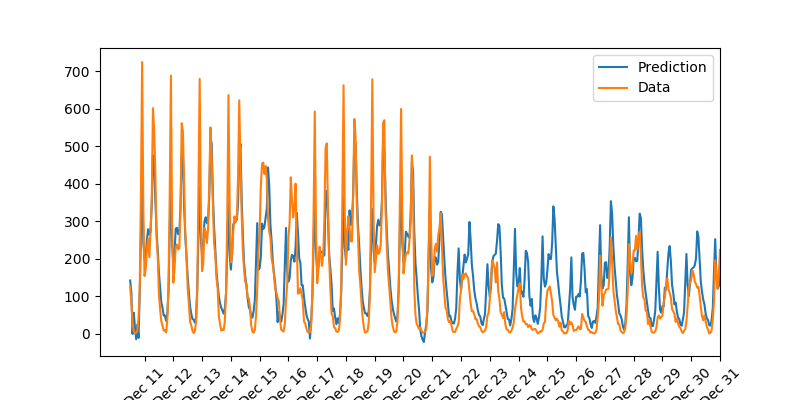 700
600
500
400
300
200
100
0
Prediction
Data
Dec 11
Dec 12
Dec 13
Dec 14
Dec 15
Dec 16
Dec 17
Dec 18
Dec 19
Dec 20
Dec 21
Dec 22
Dec 23
Dec 24
Dec 25
Dec 26
Dec 27
Dec 28
Dec 29
Dec 30
Dec 31